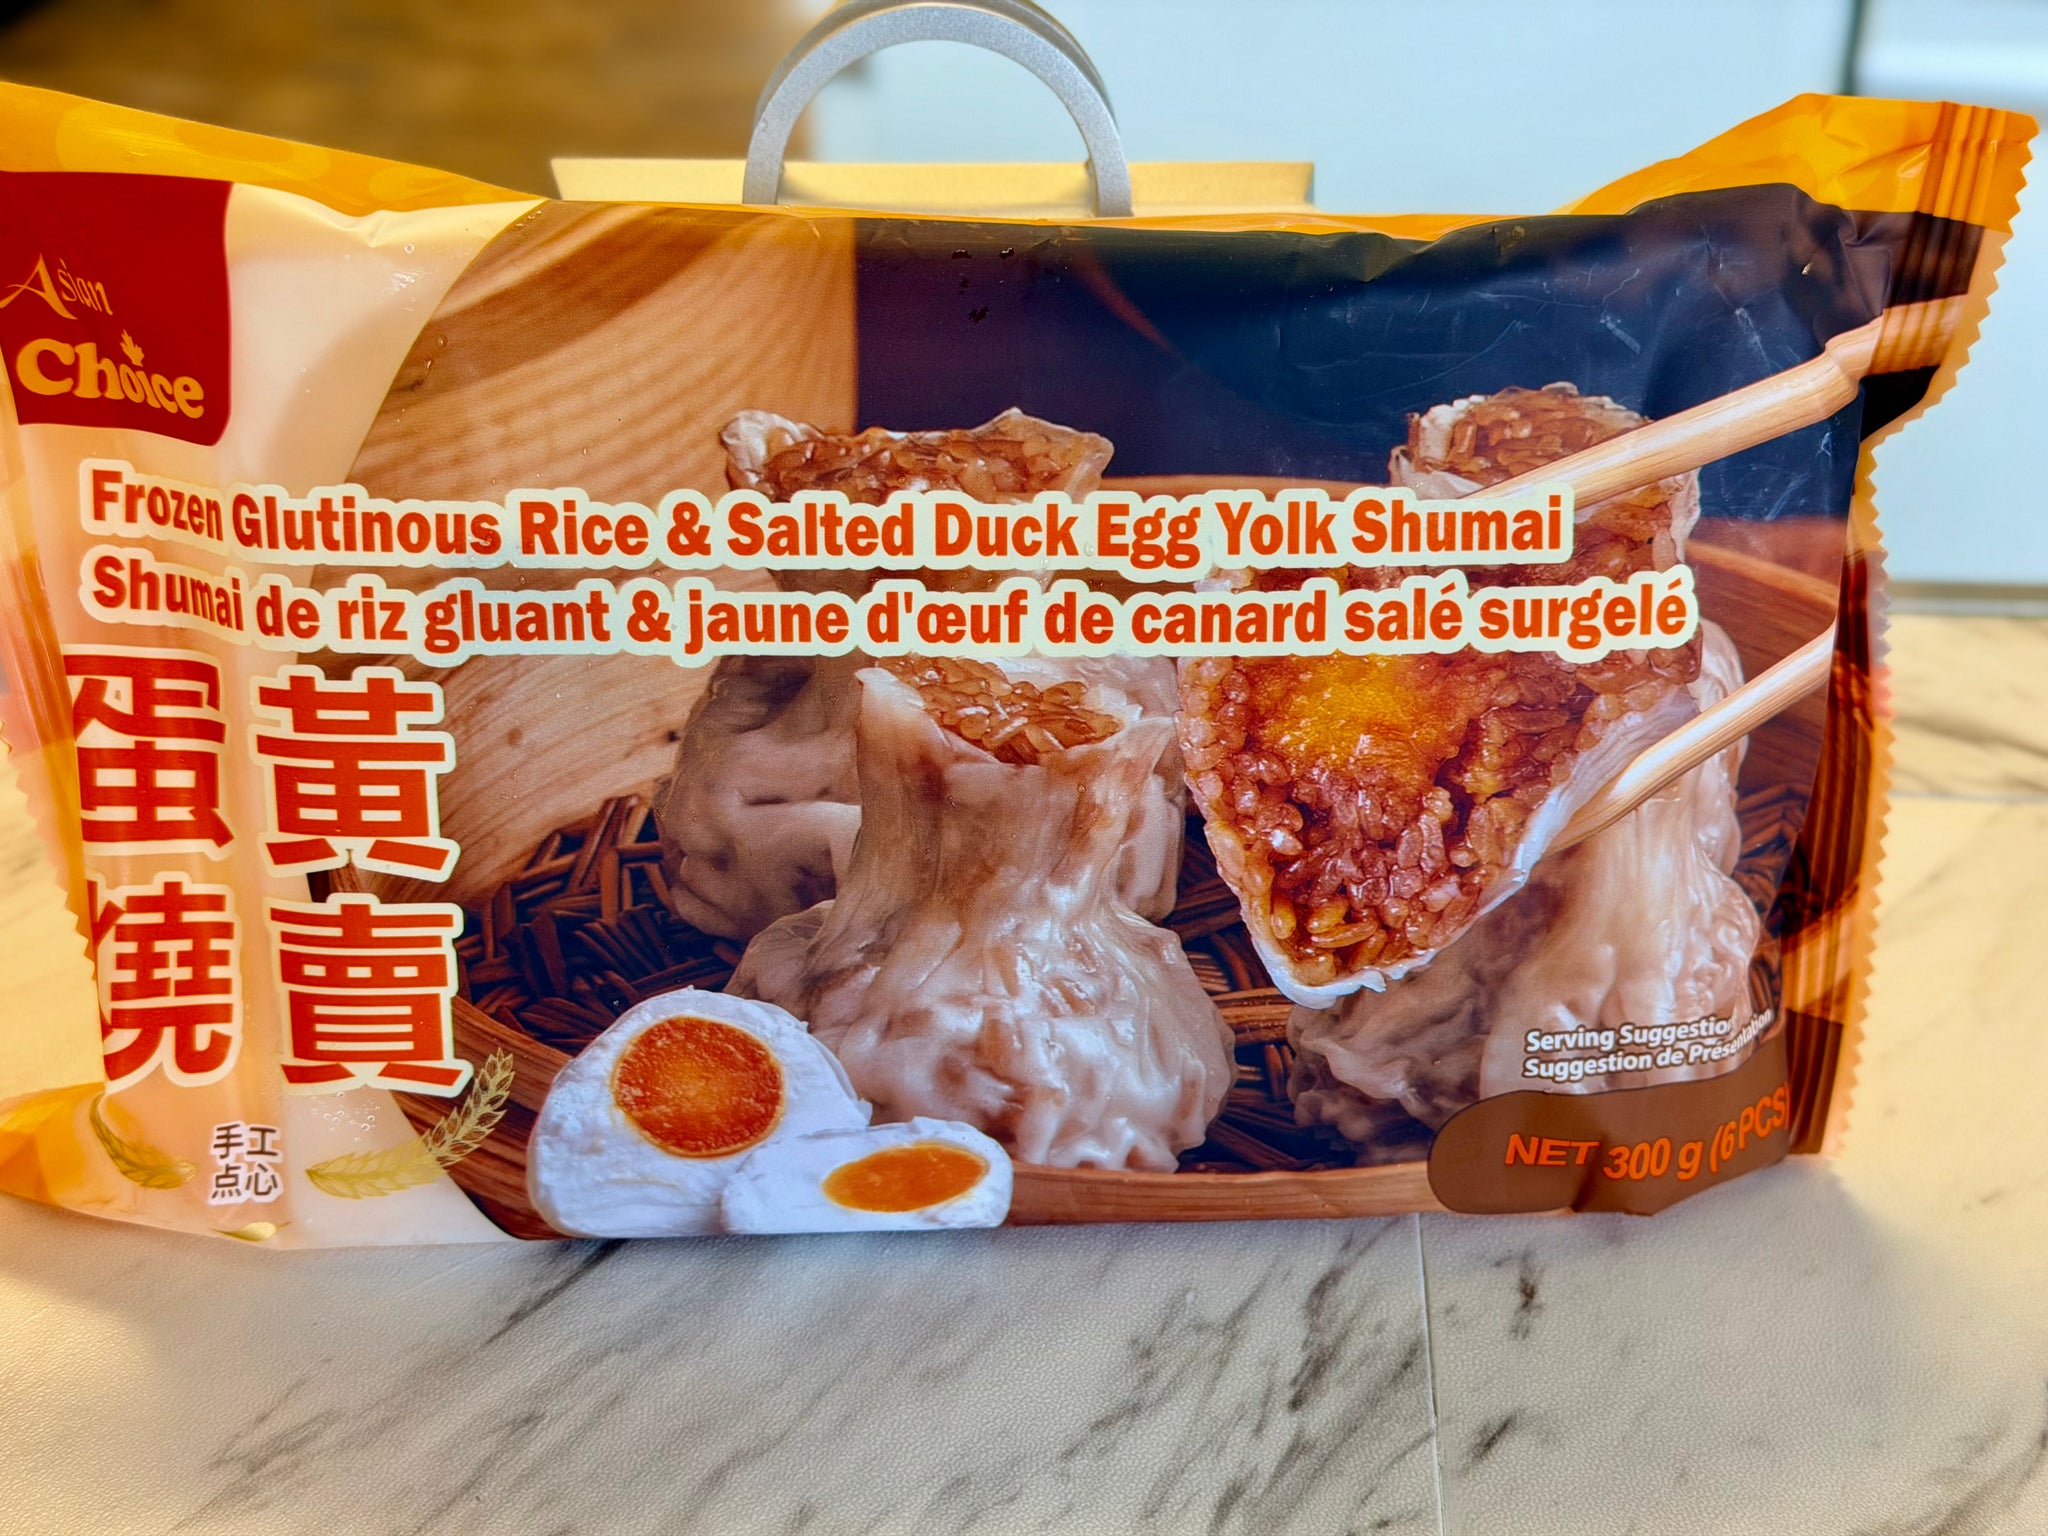 Asian
Choice
Frozen Glutinous Rice & Salted Duck Egg Yolk Shumai
Shumai de riz gluant & jaune d'œuf de canard salé surgelé
蛋黃
燒賣
手工
点心
Serving Suggestion
Suggestion de Présentation
NET 300 g (6 PCS)